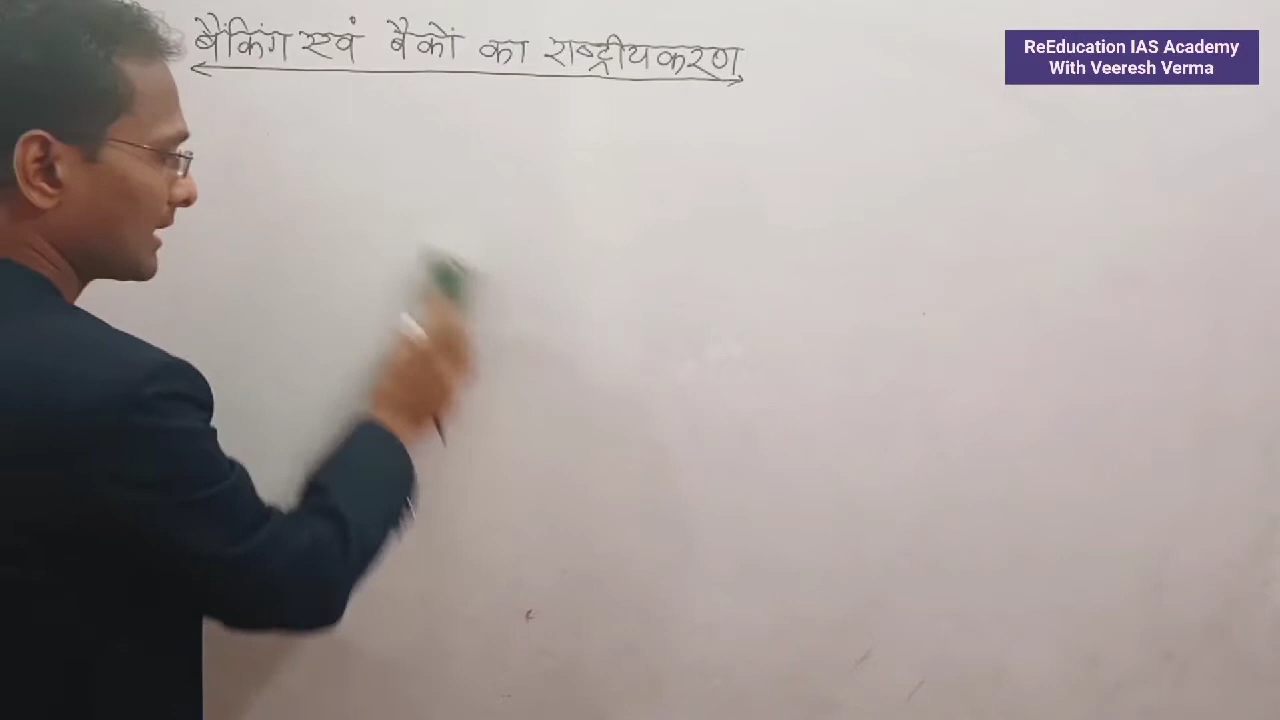 बैंकिंग एवं बैकों का राष्ट्रीयकरण
ReEducation IAS Academy
With Veeresh Verma